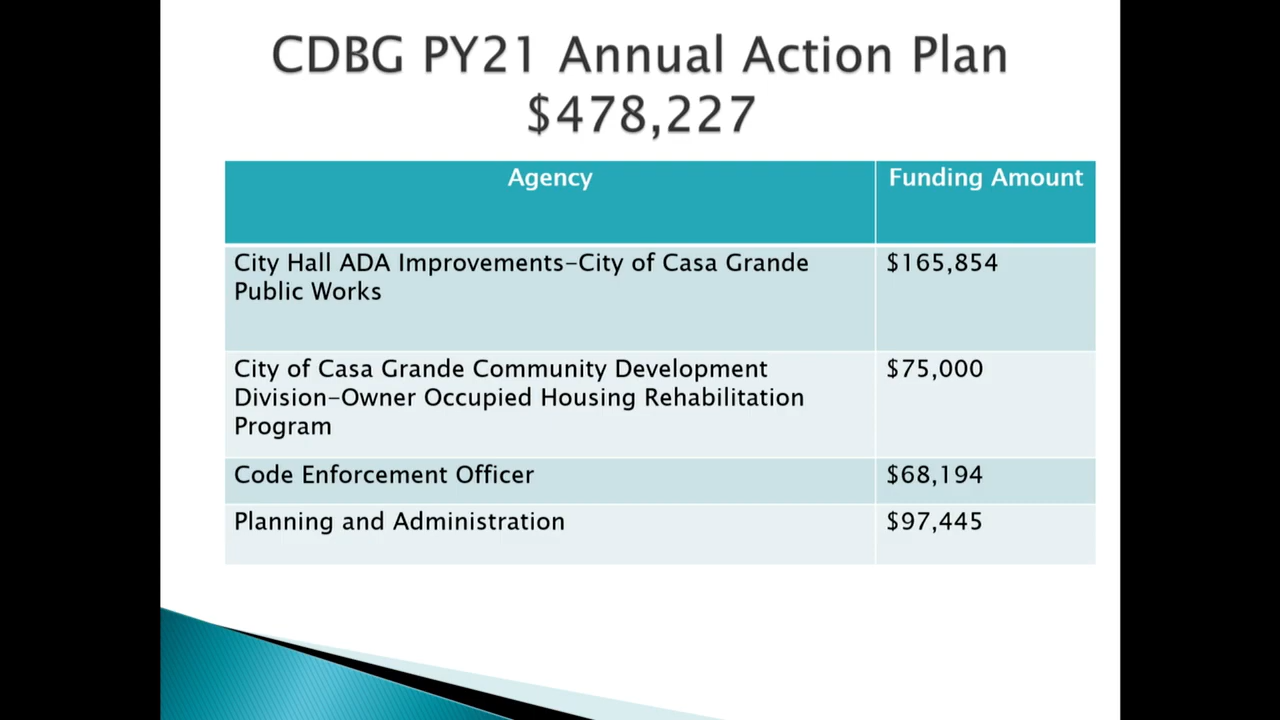 CDBG PY21 Annual Action Plan
$478,227
Agency
Funding Amount
City Hall ADA Improvements-City of Casa Grande
Public Works
$165,854
City of Casa Grande Community Development
Division-Owner Occupied Housing Rehabilitation
Program
$75,000
Code Enforcement Officer
$68,194
Planning and Administration
$97,445